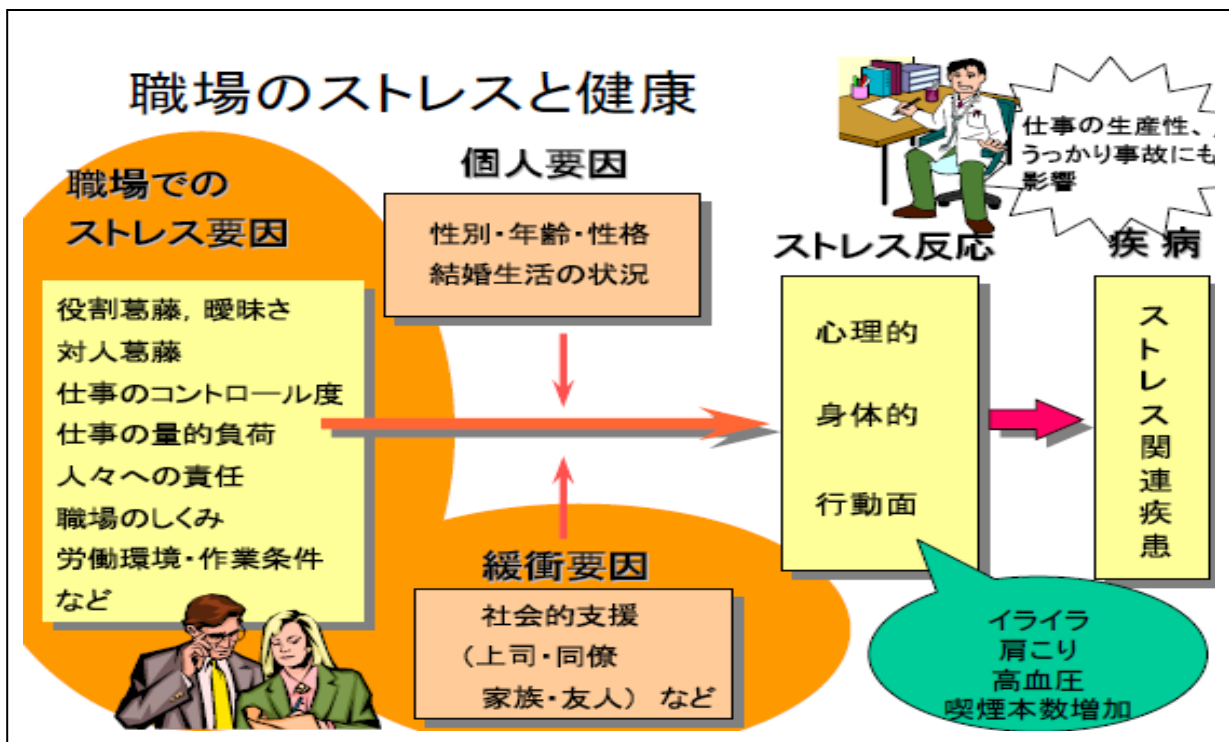 職場のストレスと健康
職場での
ストレス要因
役割葛藤, 曖昧さ
対人葛藤
仕事のコントロール度
仕事の量的負荷
人々への責任
職場のしくみ
労働環境・作業条件
など
個人要因
性別・年齢・性格
結婚生活の状況
緩衝要因
社会的支援
(上司・同僚
家族・友人) など
ストレス反応
心理的
身体的
行動面
イライラ
肩こり
高血圧
喫煙本数増加
仕事の生産性、
うっかり事故にも
影響
疾病
ストレス関連疾患